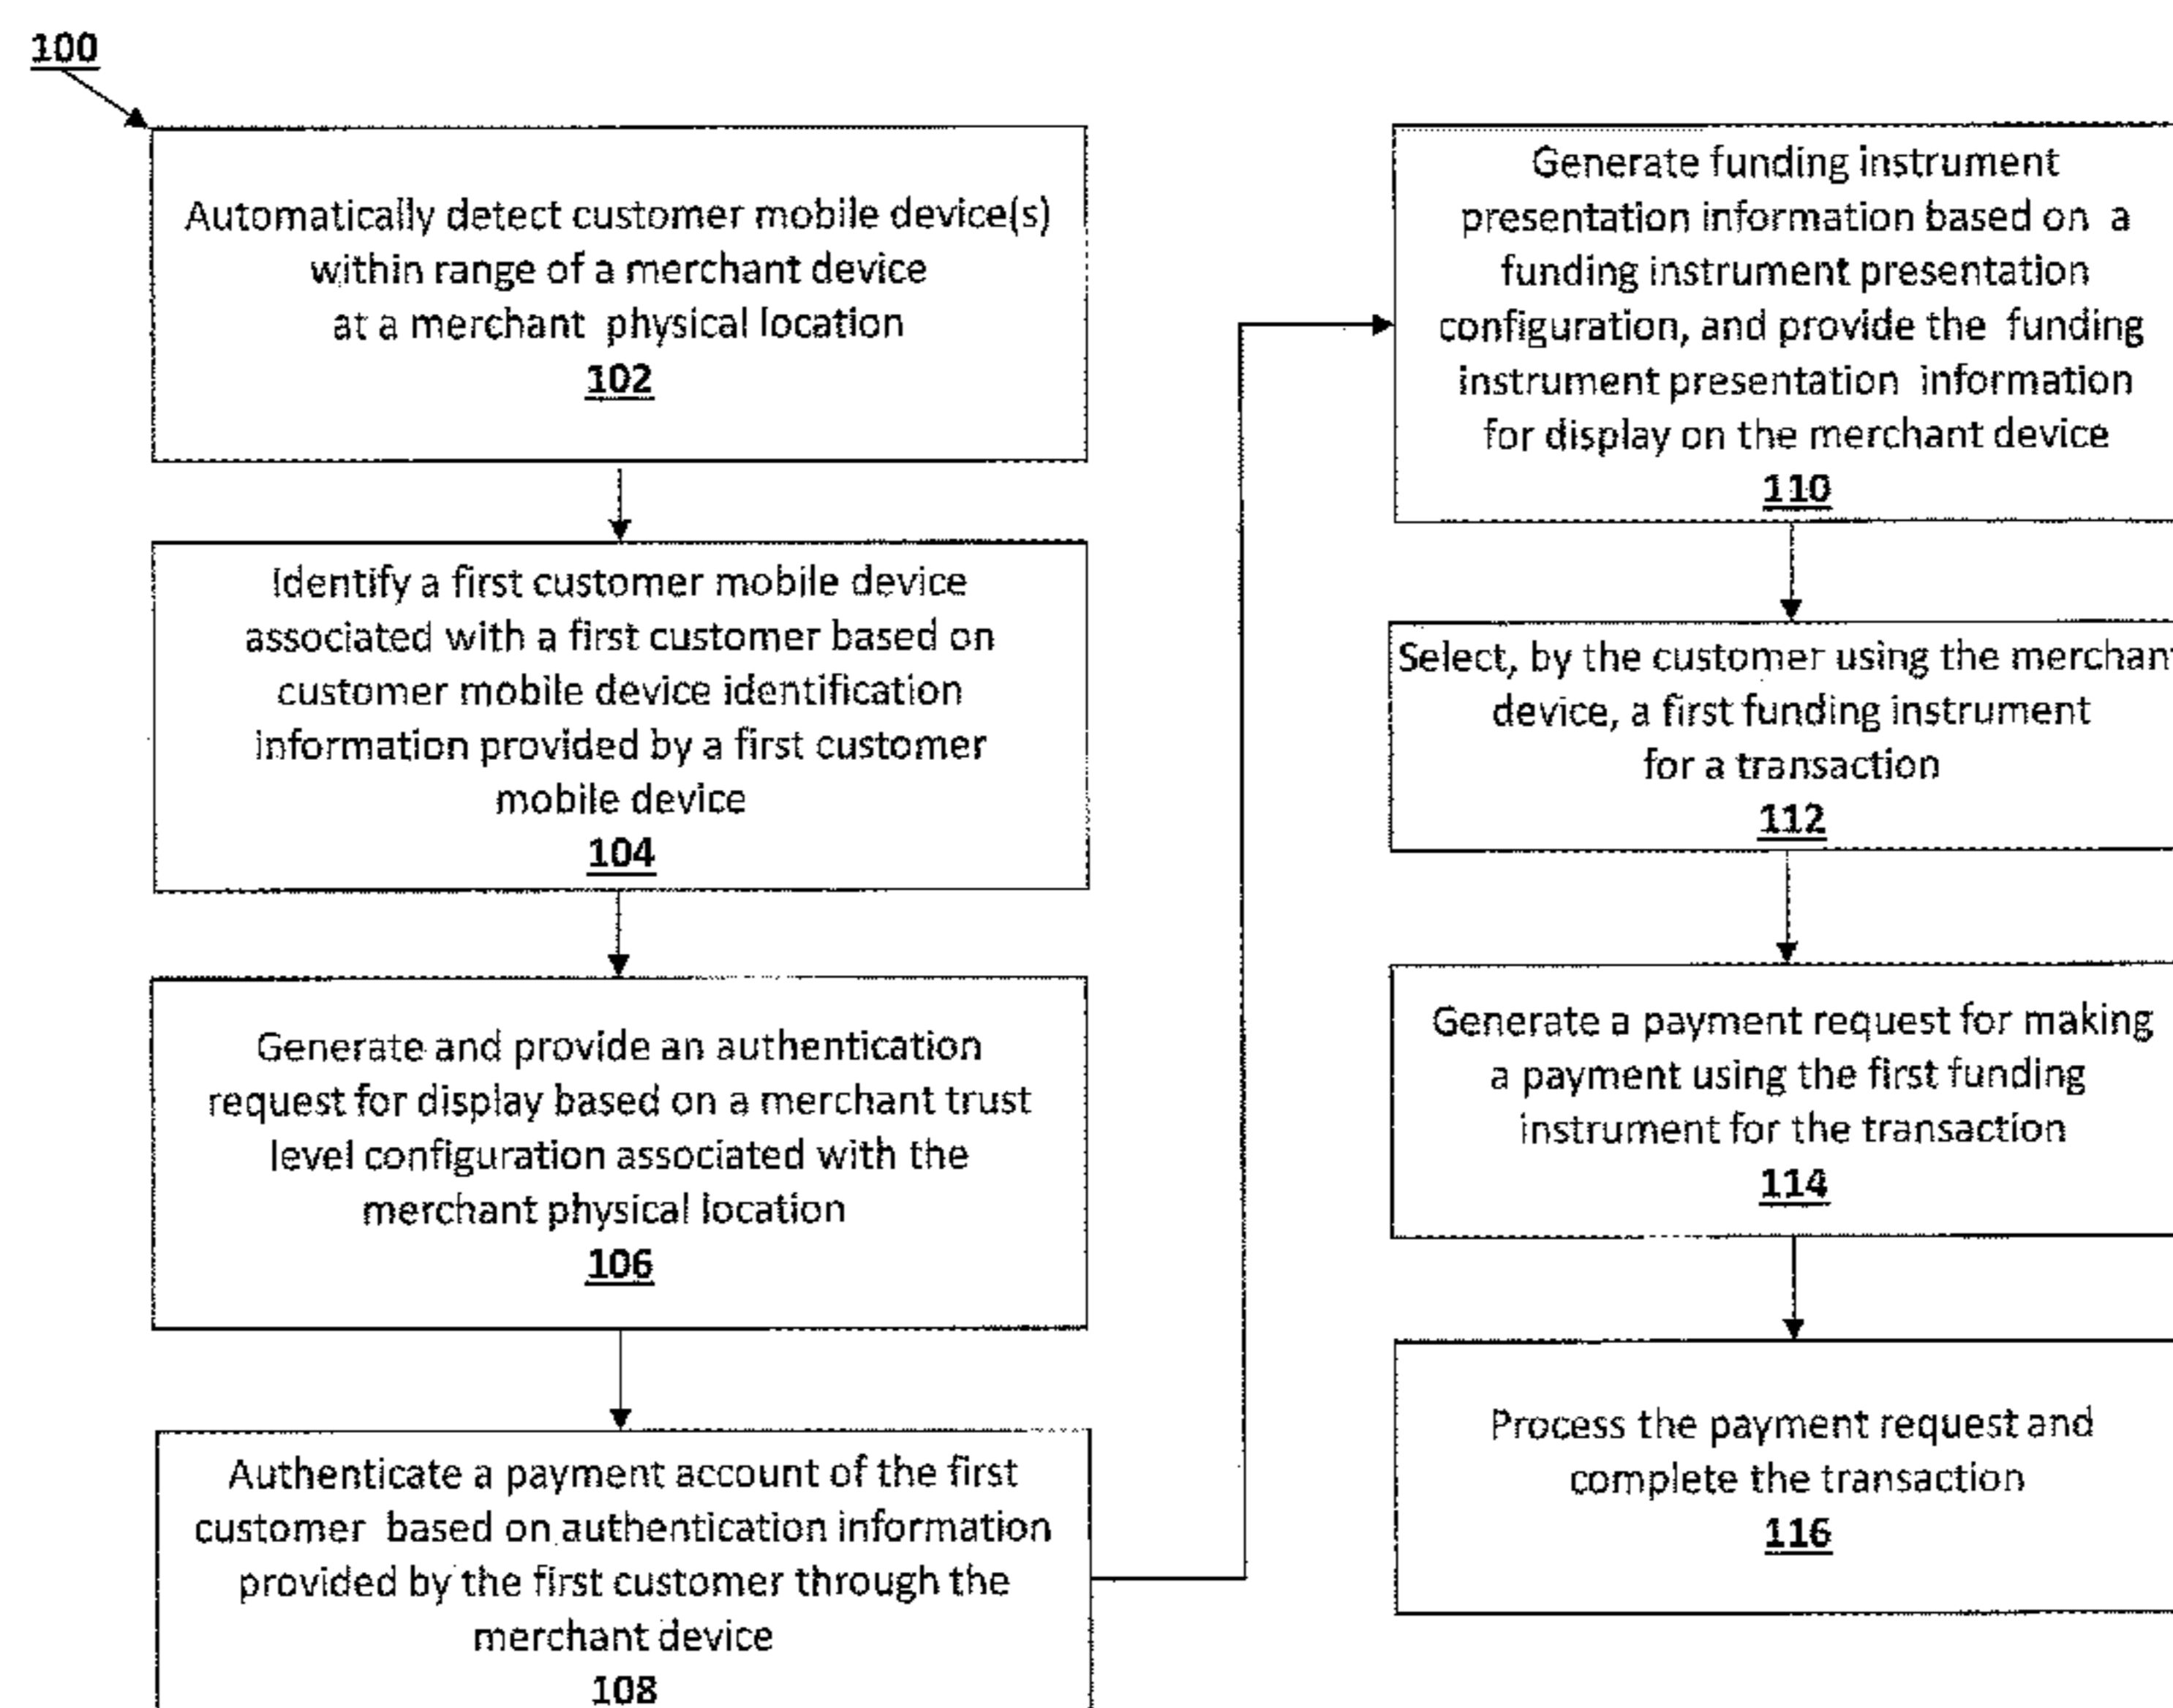 100
Automatically detect customer mobile device(s)
within range of a merchant device
at a merchant physical location
102
Identify a first customer mobile device
associated with a first customer based on
customer mobile device identification
information provided by a first customer
mobile device
104
Generate and provide an authentication
request for display based on a merchant trust
level configuration associated with the
merchant physical location
106
Authenticate a payment account of the first
customer based on authentication information
provided by the first customer through the
merchant device
108
Generate funding instrument
presentation information based on a
funding instrument presentation
configuration, and provide the funding
instrument presentation information
for display on the merchant device
110
Select, by the customer using the merchant
device, a first funding instrument
for a transaction
112
Generate a payment request for making
a payment using the first funding
instrument for the transaction
114
Process the payment request and
complete the transaction
116